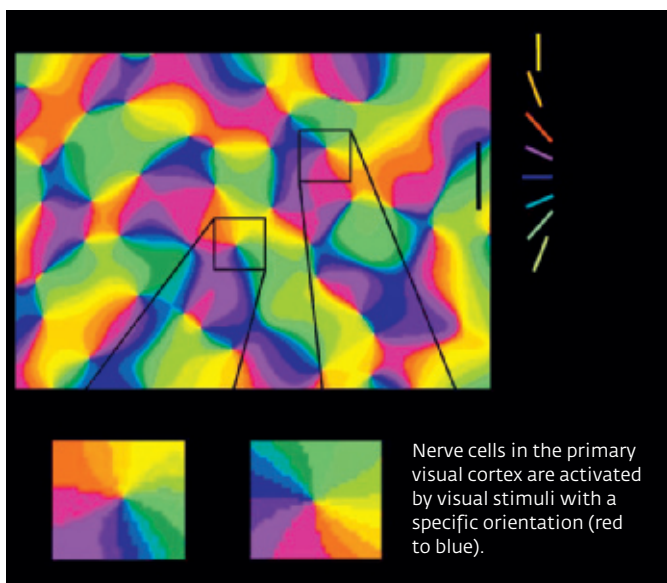 Nerve cells in the primary
visual cortex are activated
by visual stimuli with a
specific orientation (red
to blue).